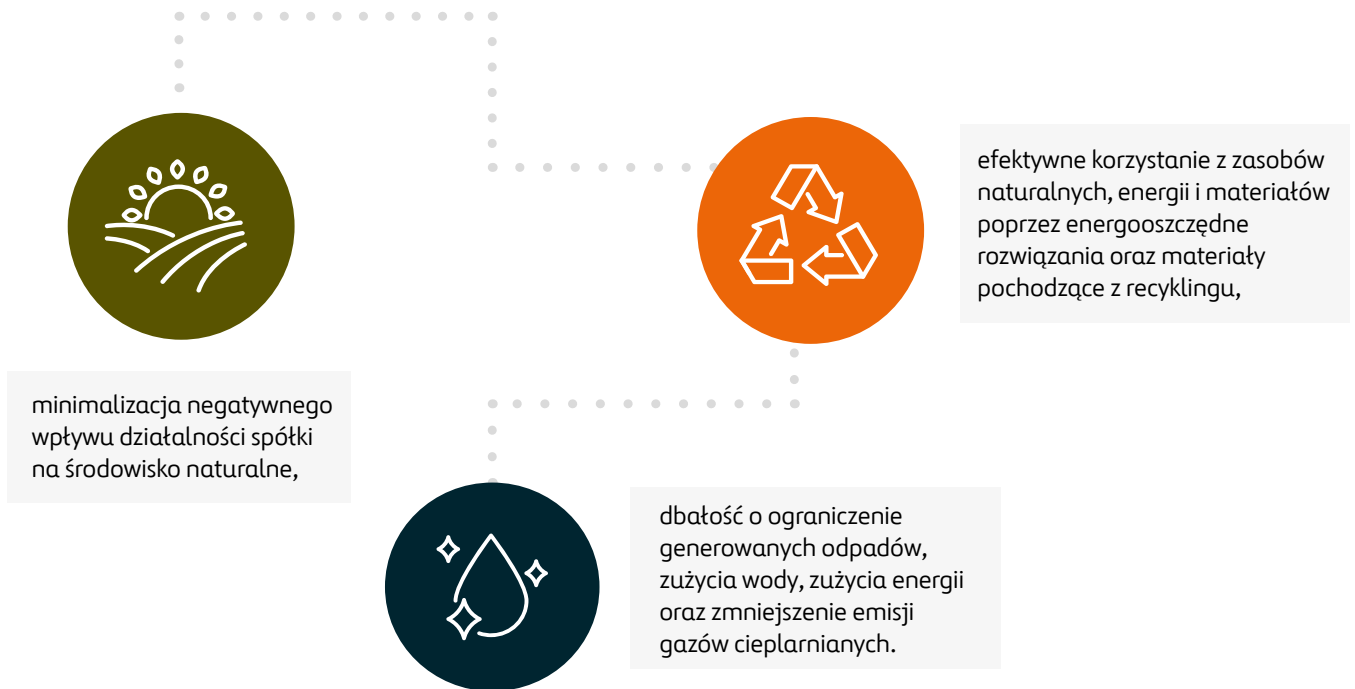 minimalizacja negatywnego
wpływu działalności spółki
na środowisko naturalne,
efektywne korzystanie z zasobów
naturalnych, energii i materiałów
poprzez energooszczędne
rozwiązania oraz materiały
pochodzące z recyklingu,
dbałość o ograniczenie
generowanych odpadów,
zużycia wody, zużycia energii
oraz zmniejszenie emisji
gazów cieplarnianych.